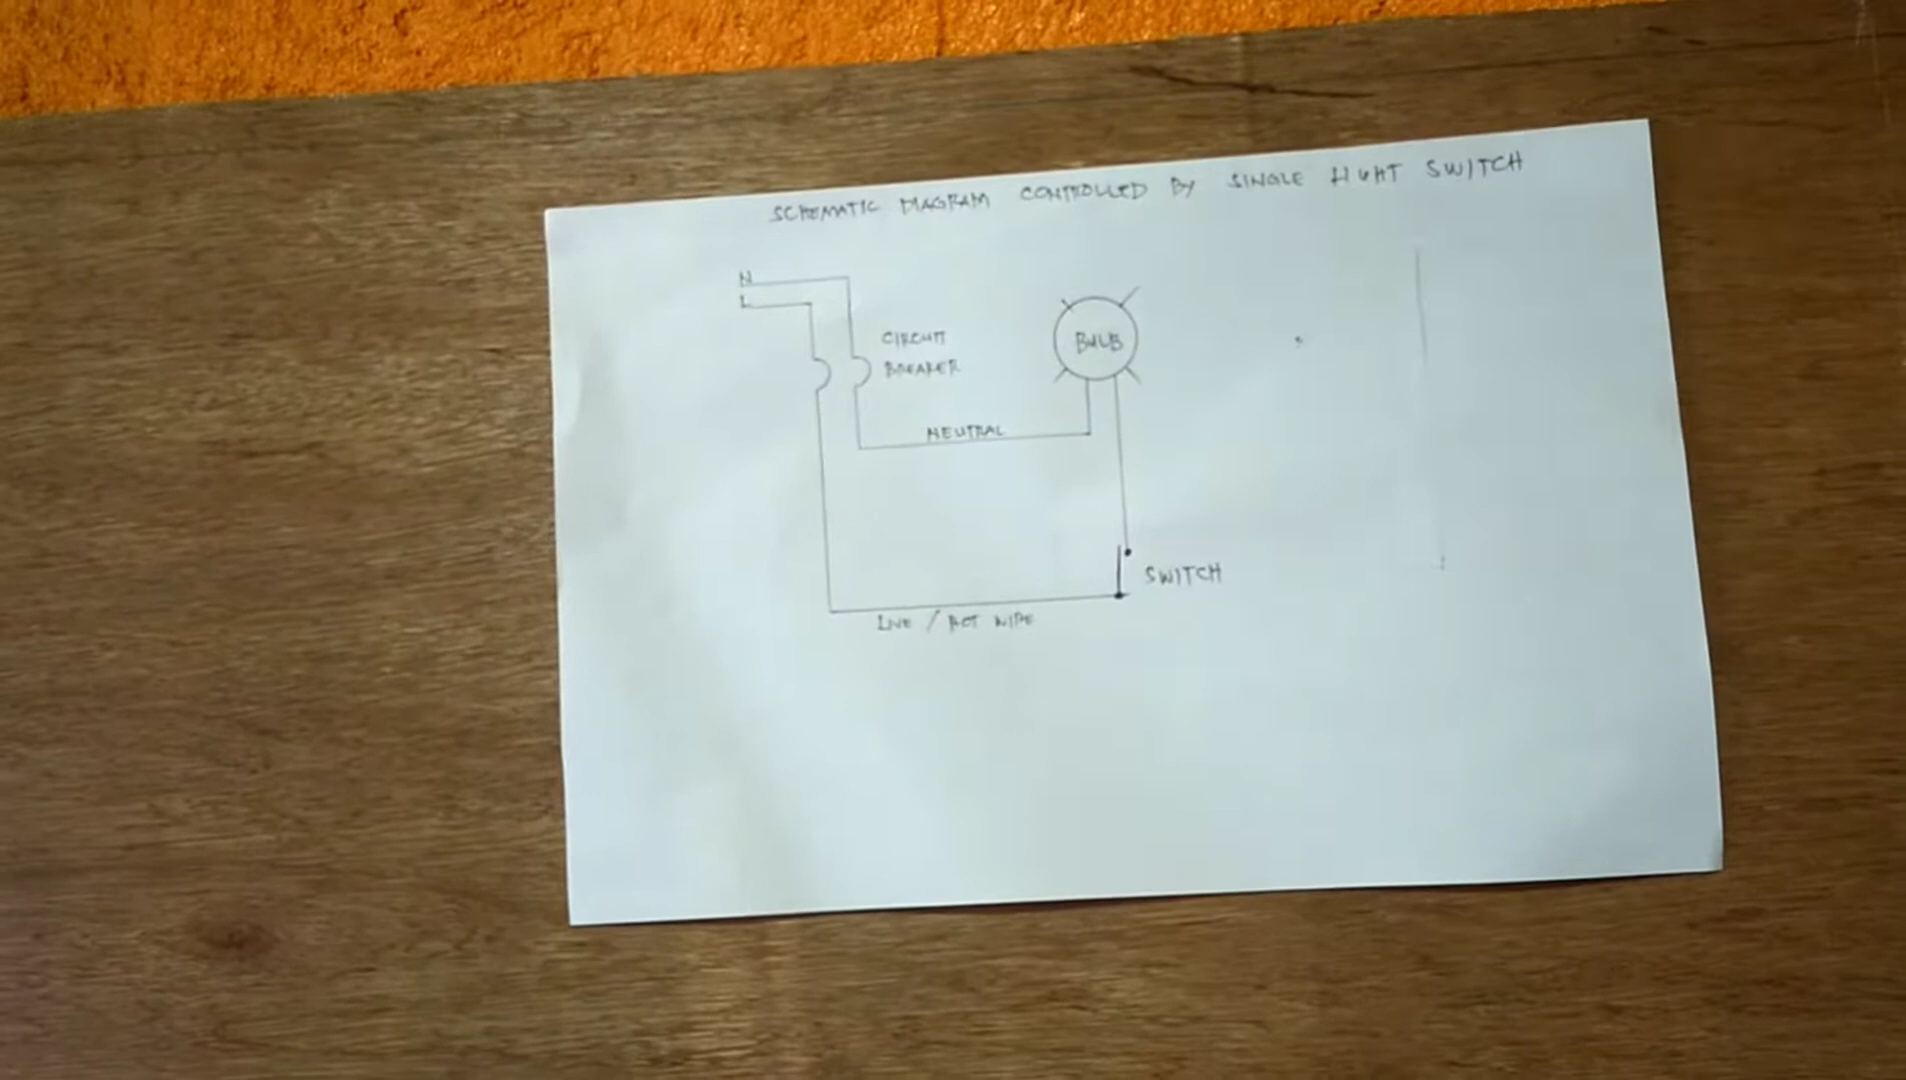 SCHEMATIC DIAGRAM CONTROLLED BY SINGLE LIGHT SWITCH
N
L
CIRCUIT
BREAKER
BULB
NEUTRAL
SWITCH
LIVE / HOT WIRE